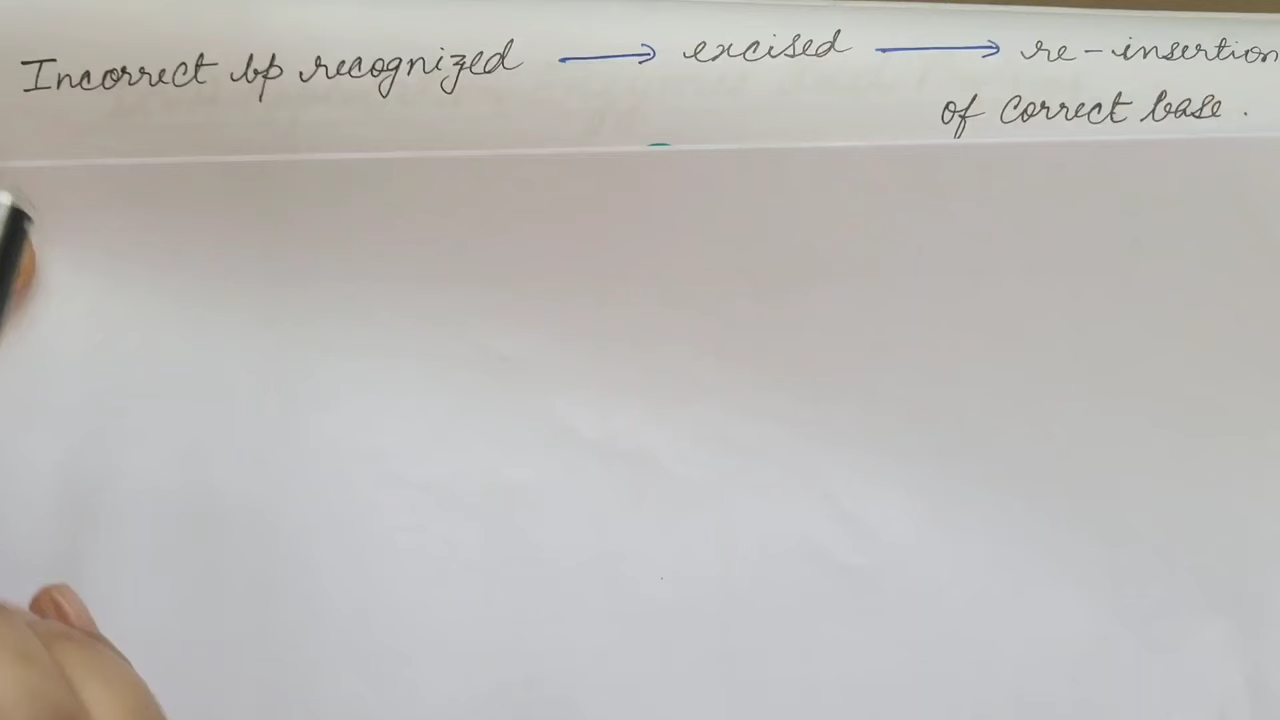 Incorrect bp recognized → excised → re-insertion
of correct base.